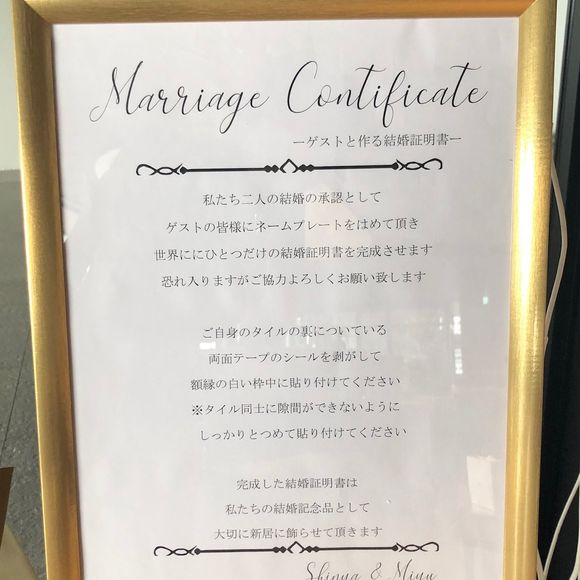 Marriage Contificate
ーゲストと作る結婚証明書ー
私たち二人の結婚の承認として
ゲストの皆様にネームプレートをはめて頂き
世界ににひとつだけの結婚証明書を完成させます
恐れ入りますがご協力よろしくお願い致します
ご自身のタイルの裏についている
両面テープのシールを剥がして
額縁の白い枠中に貼り付けてください
※タイル同士に隙間ができないように
しっかりとつめて貼り付けてください
完成した結婚証明書は
私たちの結婚記念品として
大切に新居に飾らせて頂きます
Shinya & Miyu